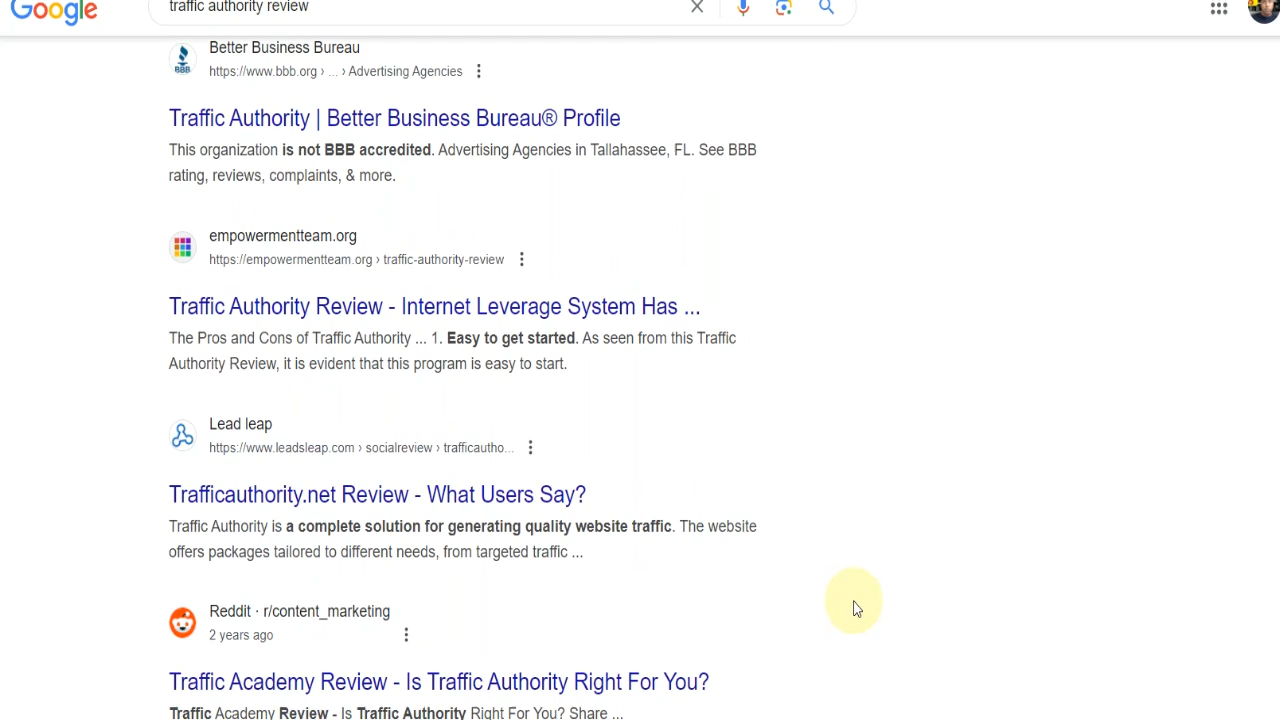 Google
traffic authority review
Better Business Bureau
https://www.bbb.org › ... › Advertising Agencies
BBB
Traffic Authority | Better Business Bureau® Profile
This organization is not BBB accredited. Advertising Agencies in Tallahassee, FL. See BBB
rating, reviews, complaints, & more.
empowermentteam.org
https://empowermentteam.org › traffic-authority-review
Traffic Authority Review - Internet Leverage System Has ...
The Pros and Cons of Traffic Authority ... 1. Easy to get started. As seen from this Traffic
Authority Review, it is evident that this program is easy to start.
Lead leap
https://www.leadsleap.com › socialreview › trafficautho...
Trafficauthority.net Review - What Users Say?
Traffic Authority is a complete solution for generating quality website traffic. The website
offers packages tailored to different needs, from targeted traffic ...
Reddit · r/content_marketing
2 years ago
Traffic Academy Review - Is Traffic Authority Right For You?
Traffic Academy Review - Is Traffic Authority Right For You? Share ...